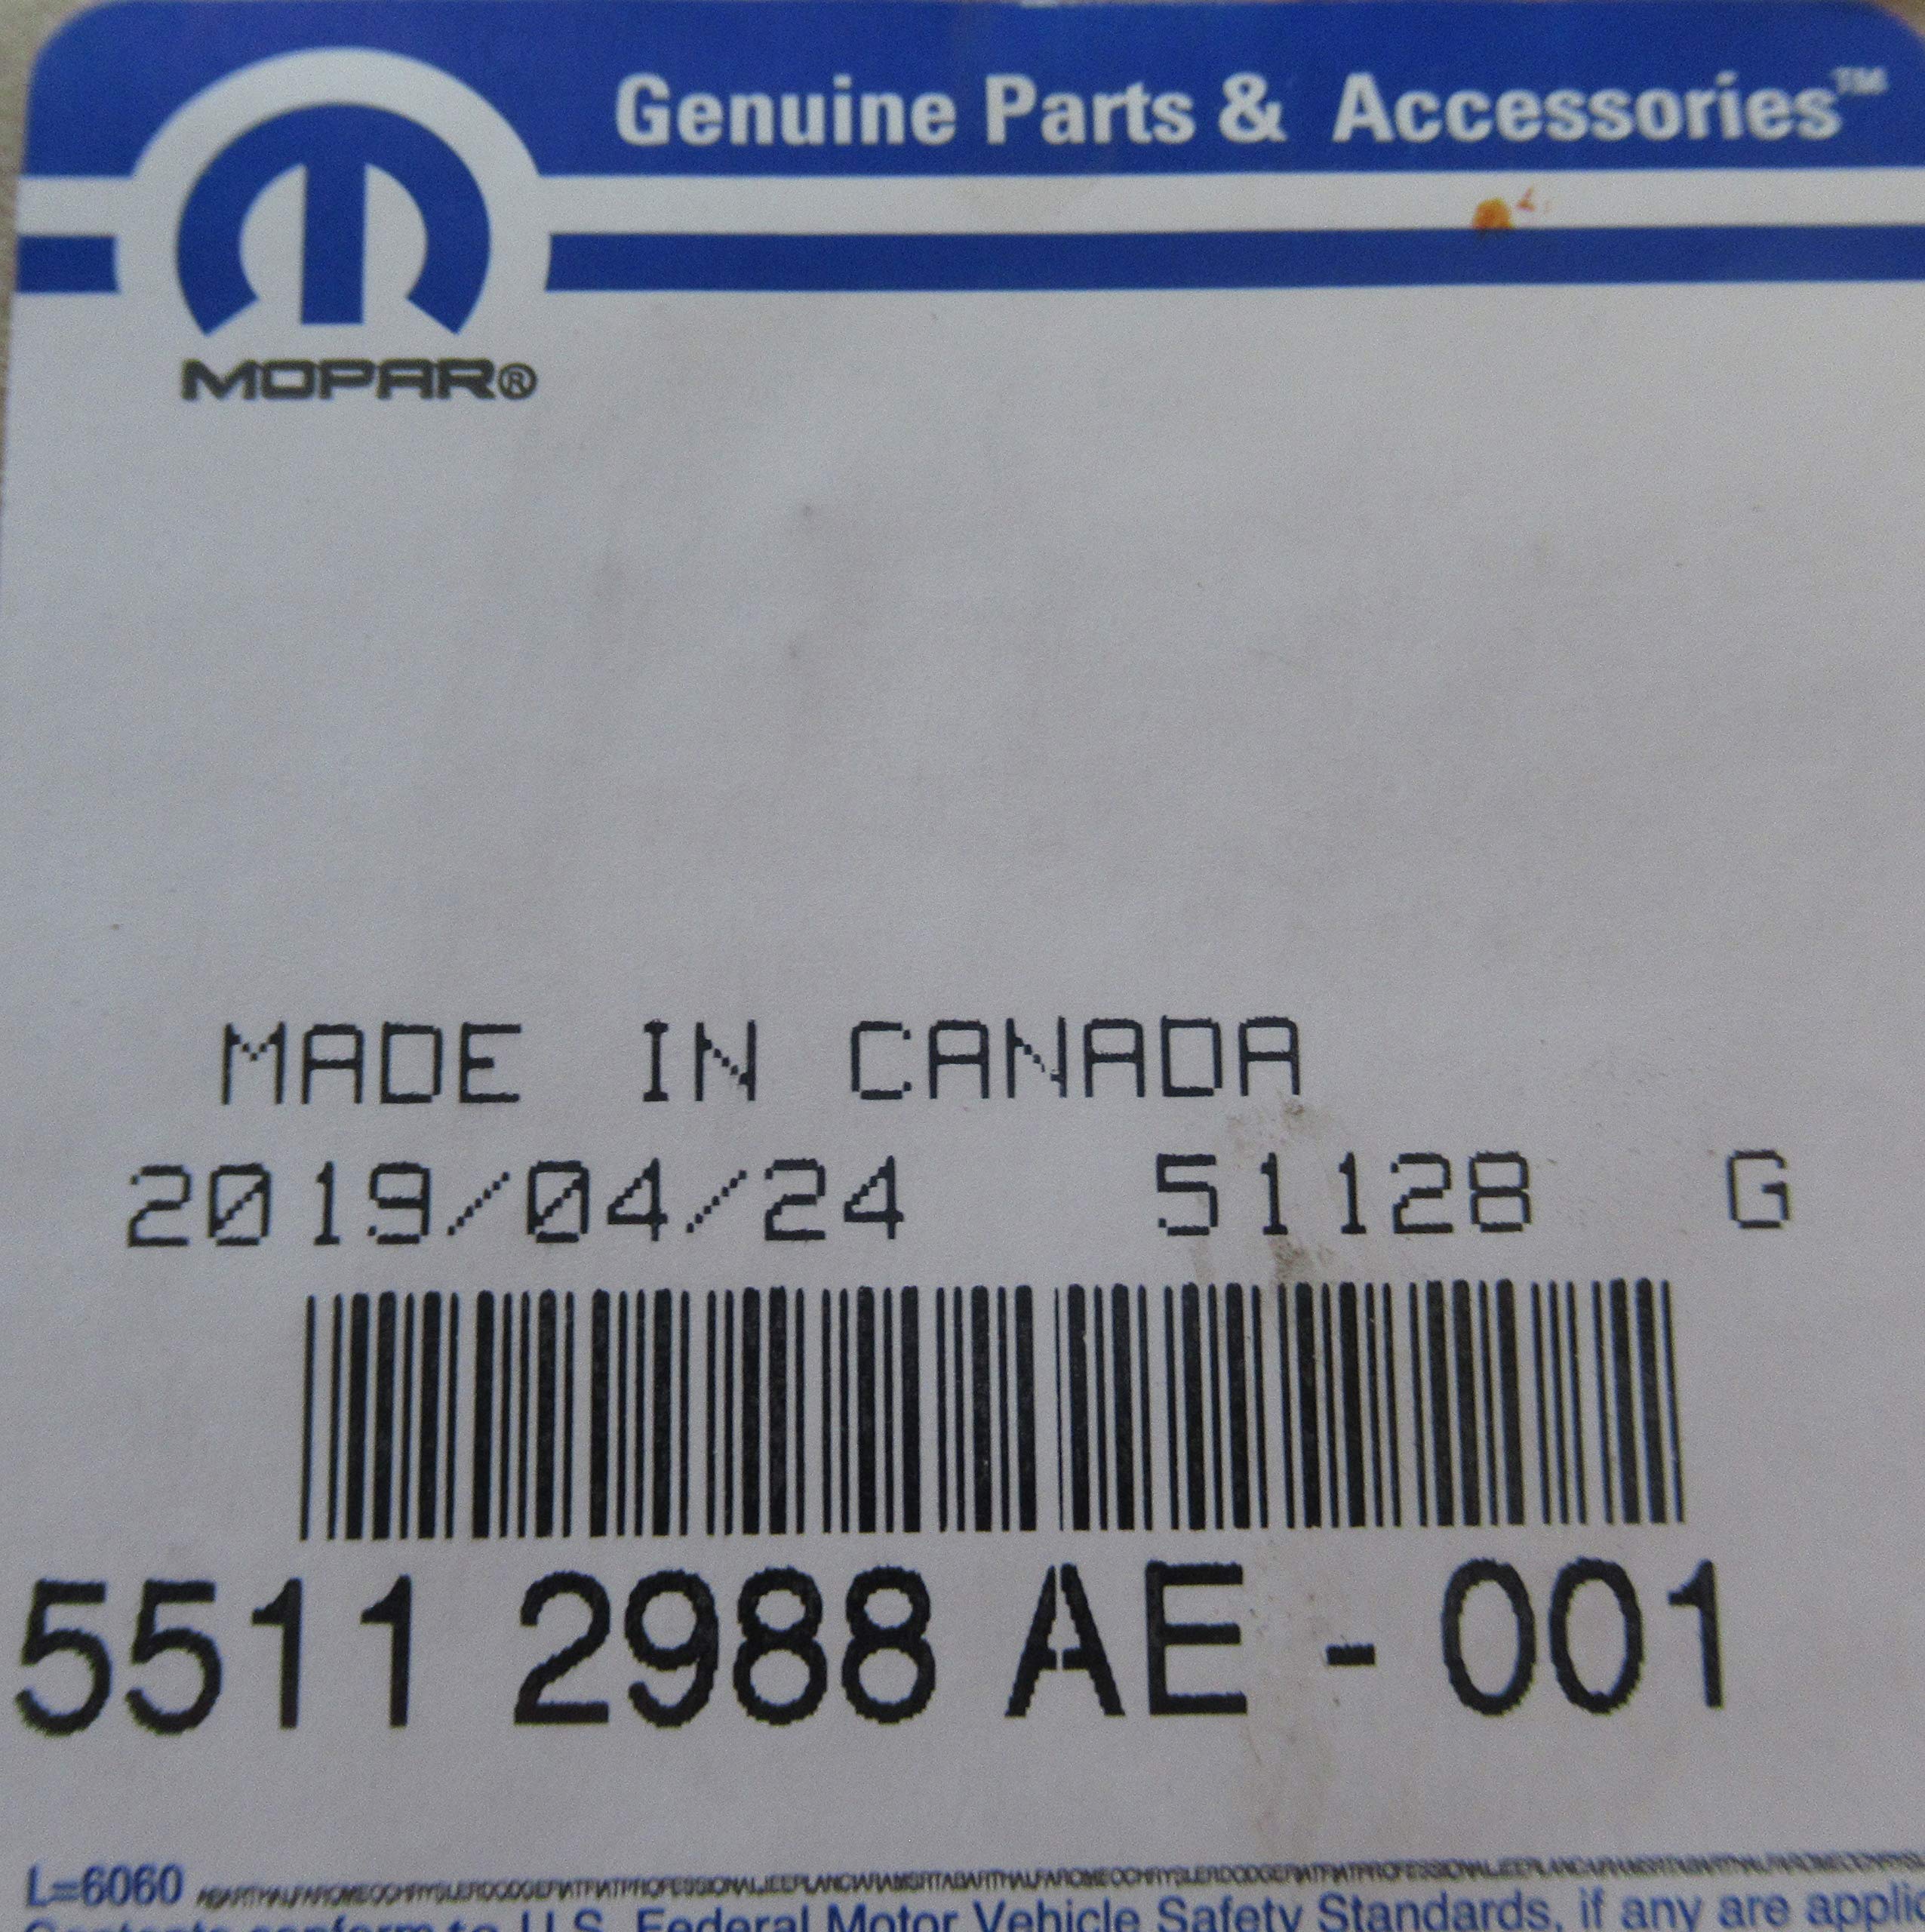 Genuine Parts & Accessories™
MOPAR®
MADE IN CANADA
2019/04/24 51128 G
5511 2988 AE - 001
L=6060
Contents conform to U.S. Federal Motor Vehicle Safety Standards, if any are